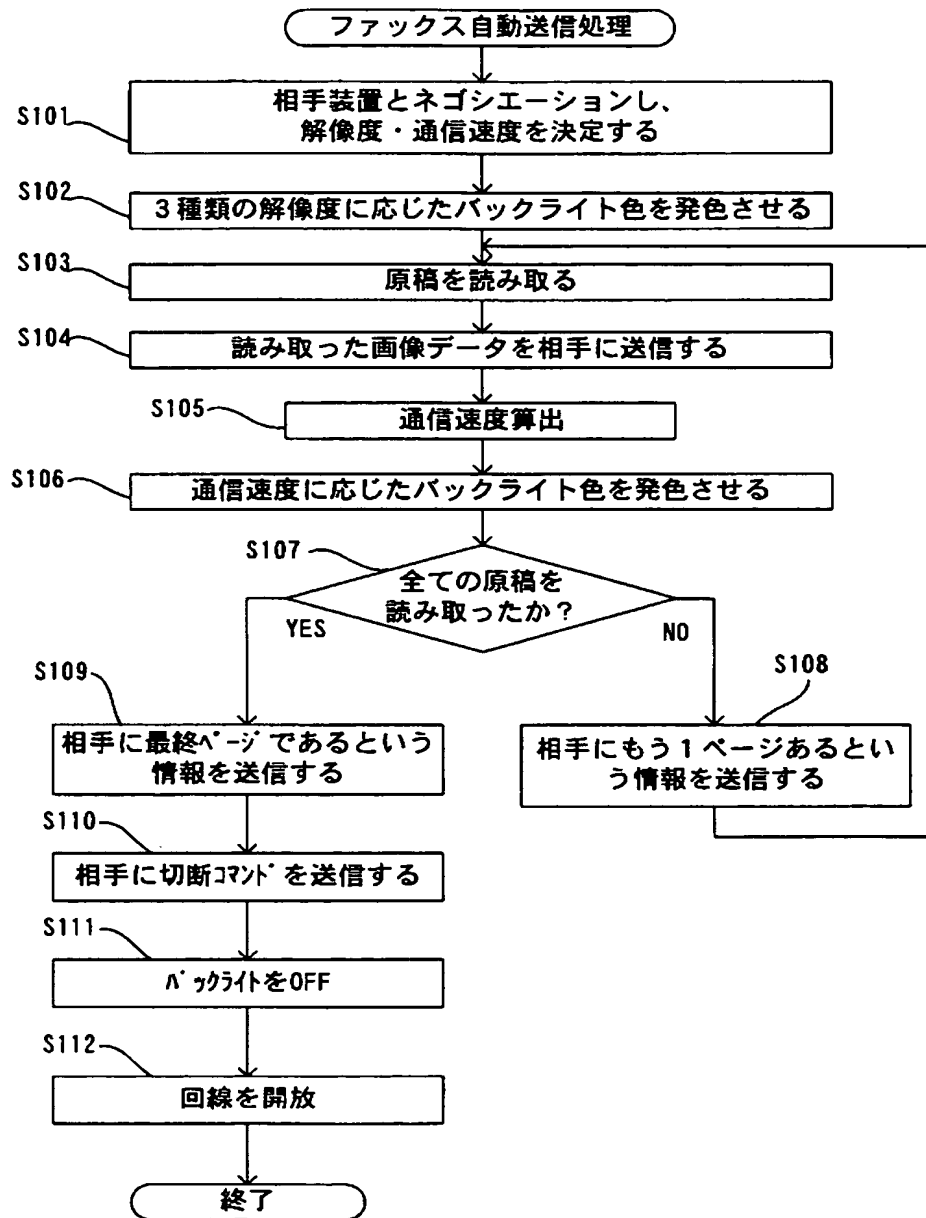 ファックス自動送信処理
S101
相手装置とネゴシエーションし、
解像度・通信速度を決定する
S102
３種類の解像度に応じたバックライト色を発色させる
S103
原稿を読み取る
S104
読み取った画像データを相手に送信する
S105
通信速度算出
S106
通信速度に応じたバックライト色を発色させる
S107
全ての原稿を
読み取ったか？
YES
NO
S109
相手に最終ﾍﾟｰｼﾞであるという
情報を送信する
S108
相手にもう１ページあるとい
う情報を送信する
S110
相手に切断ｺﾏﾝﾄﾞを送信する
S111
ﾊﾞｯｸﾗｲﾄをOFF
S112
回線を開放
終了